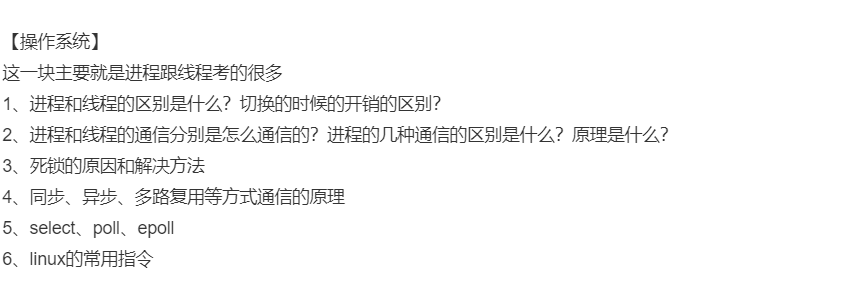 【操作系统】
这一块主要就是进程跟线程考的很多
1、进程和线程的区别是什么？切换的时候的开销的区别？
2、进程和线程的通信分别是怎么通信的？进程的几种通信的区别是什么？原理是什么？
3、死锁的原因和解决方法
4、同步、异步、多路复用等方式通信的原理
5、select、poll、epoll
6、linux的常用指令